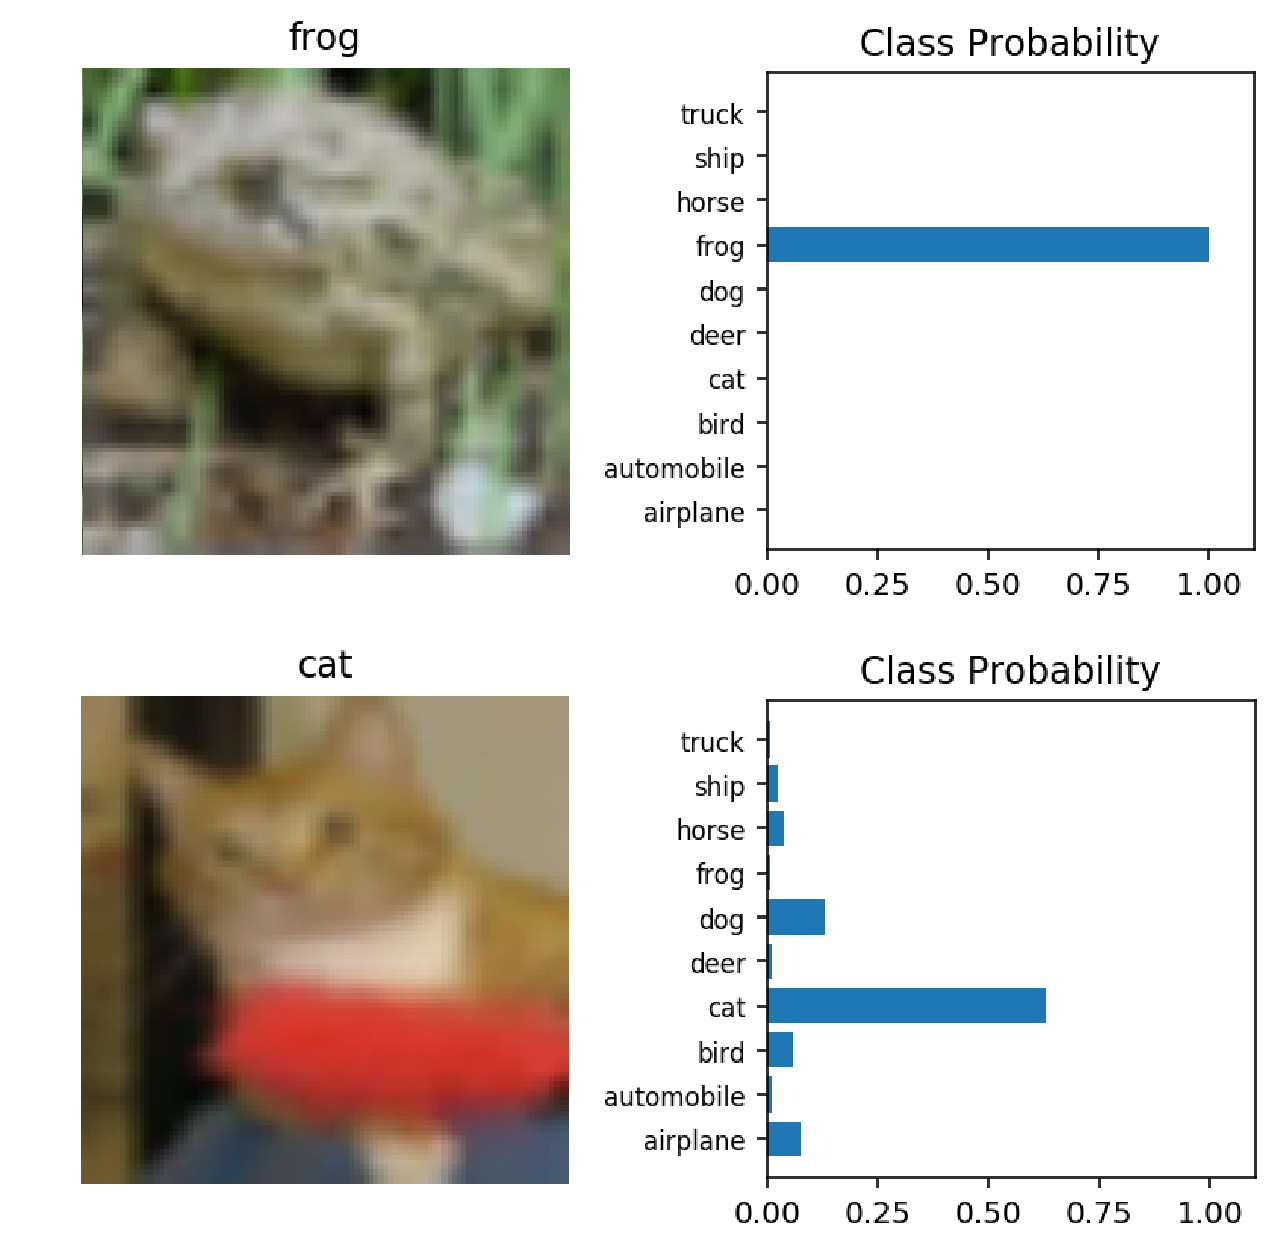 frog
Class Probability
truck
ship
horse
frog
dog
deer
cat
bird
automobile
airplane
0.00 0.25 0.50 0.75 1.00
cat
Class Probability
truck
ship
horse
frog
dog
deer
cat
bird
automobile
airplane
0.00 0.25 0.50 0.75 1.00